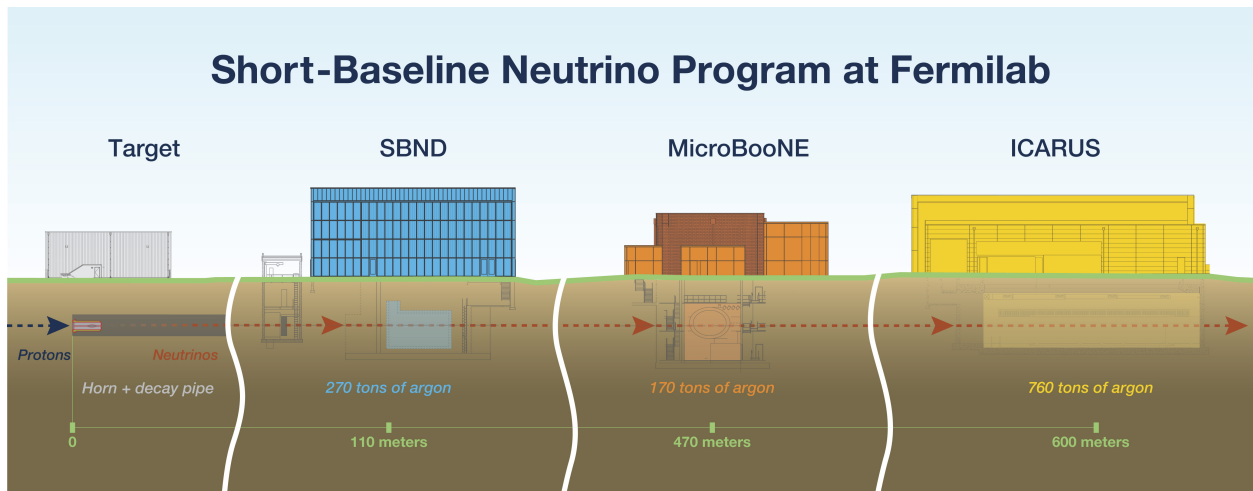 Short-Baseline Neutrino Program at Fermilab
Target
SBND
MicroBooNE
ICARUS
Protons
Neutrinos
Horn + decay pipe
270 tons of argon
170 tons of argon
760 tons of argon
0
110 meters
470 meters
600 meters